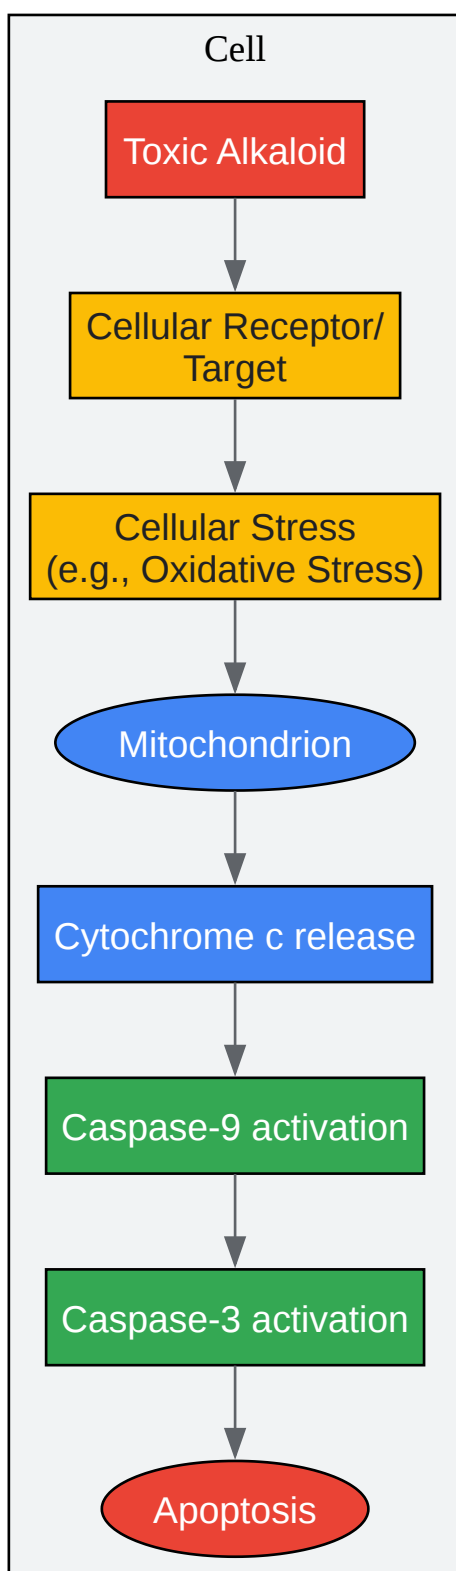 Cell
Toxic Alkaloid
Cellular Receptor/
Target
Cellular Stress
(e.g., Oxidative Stress)
Mitochondrion
Cytochrome c release
Caspase-9 activation
Caspase-3 activation
Apoptosis